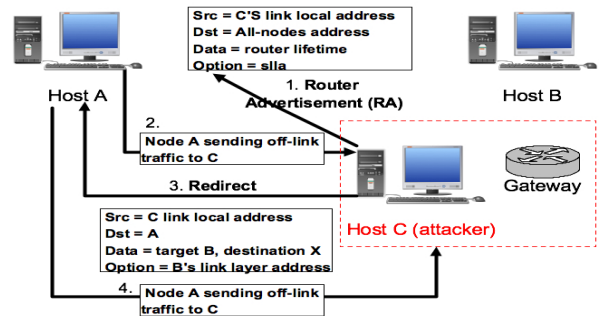 Src = C'S link local address
Dst = All-nodes address
Data = router lifetime
Option = slla
Host A
Host B
1. Router
Advertisement (RA)
2.
Node A sending off-link
traffic to C
3. Redirect
Gateway
Host C (attacker)
Src = C link local address
Dst = A
Data = target B, destination X
Option = B's link layer address
4.
Node A sending off-link
traffic to C